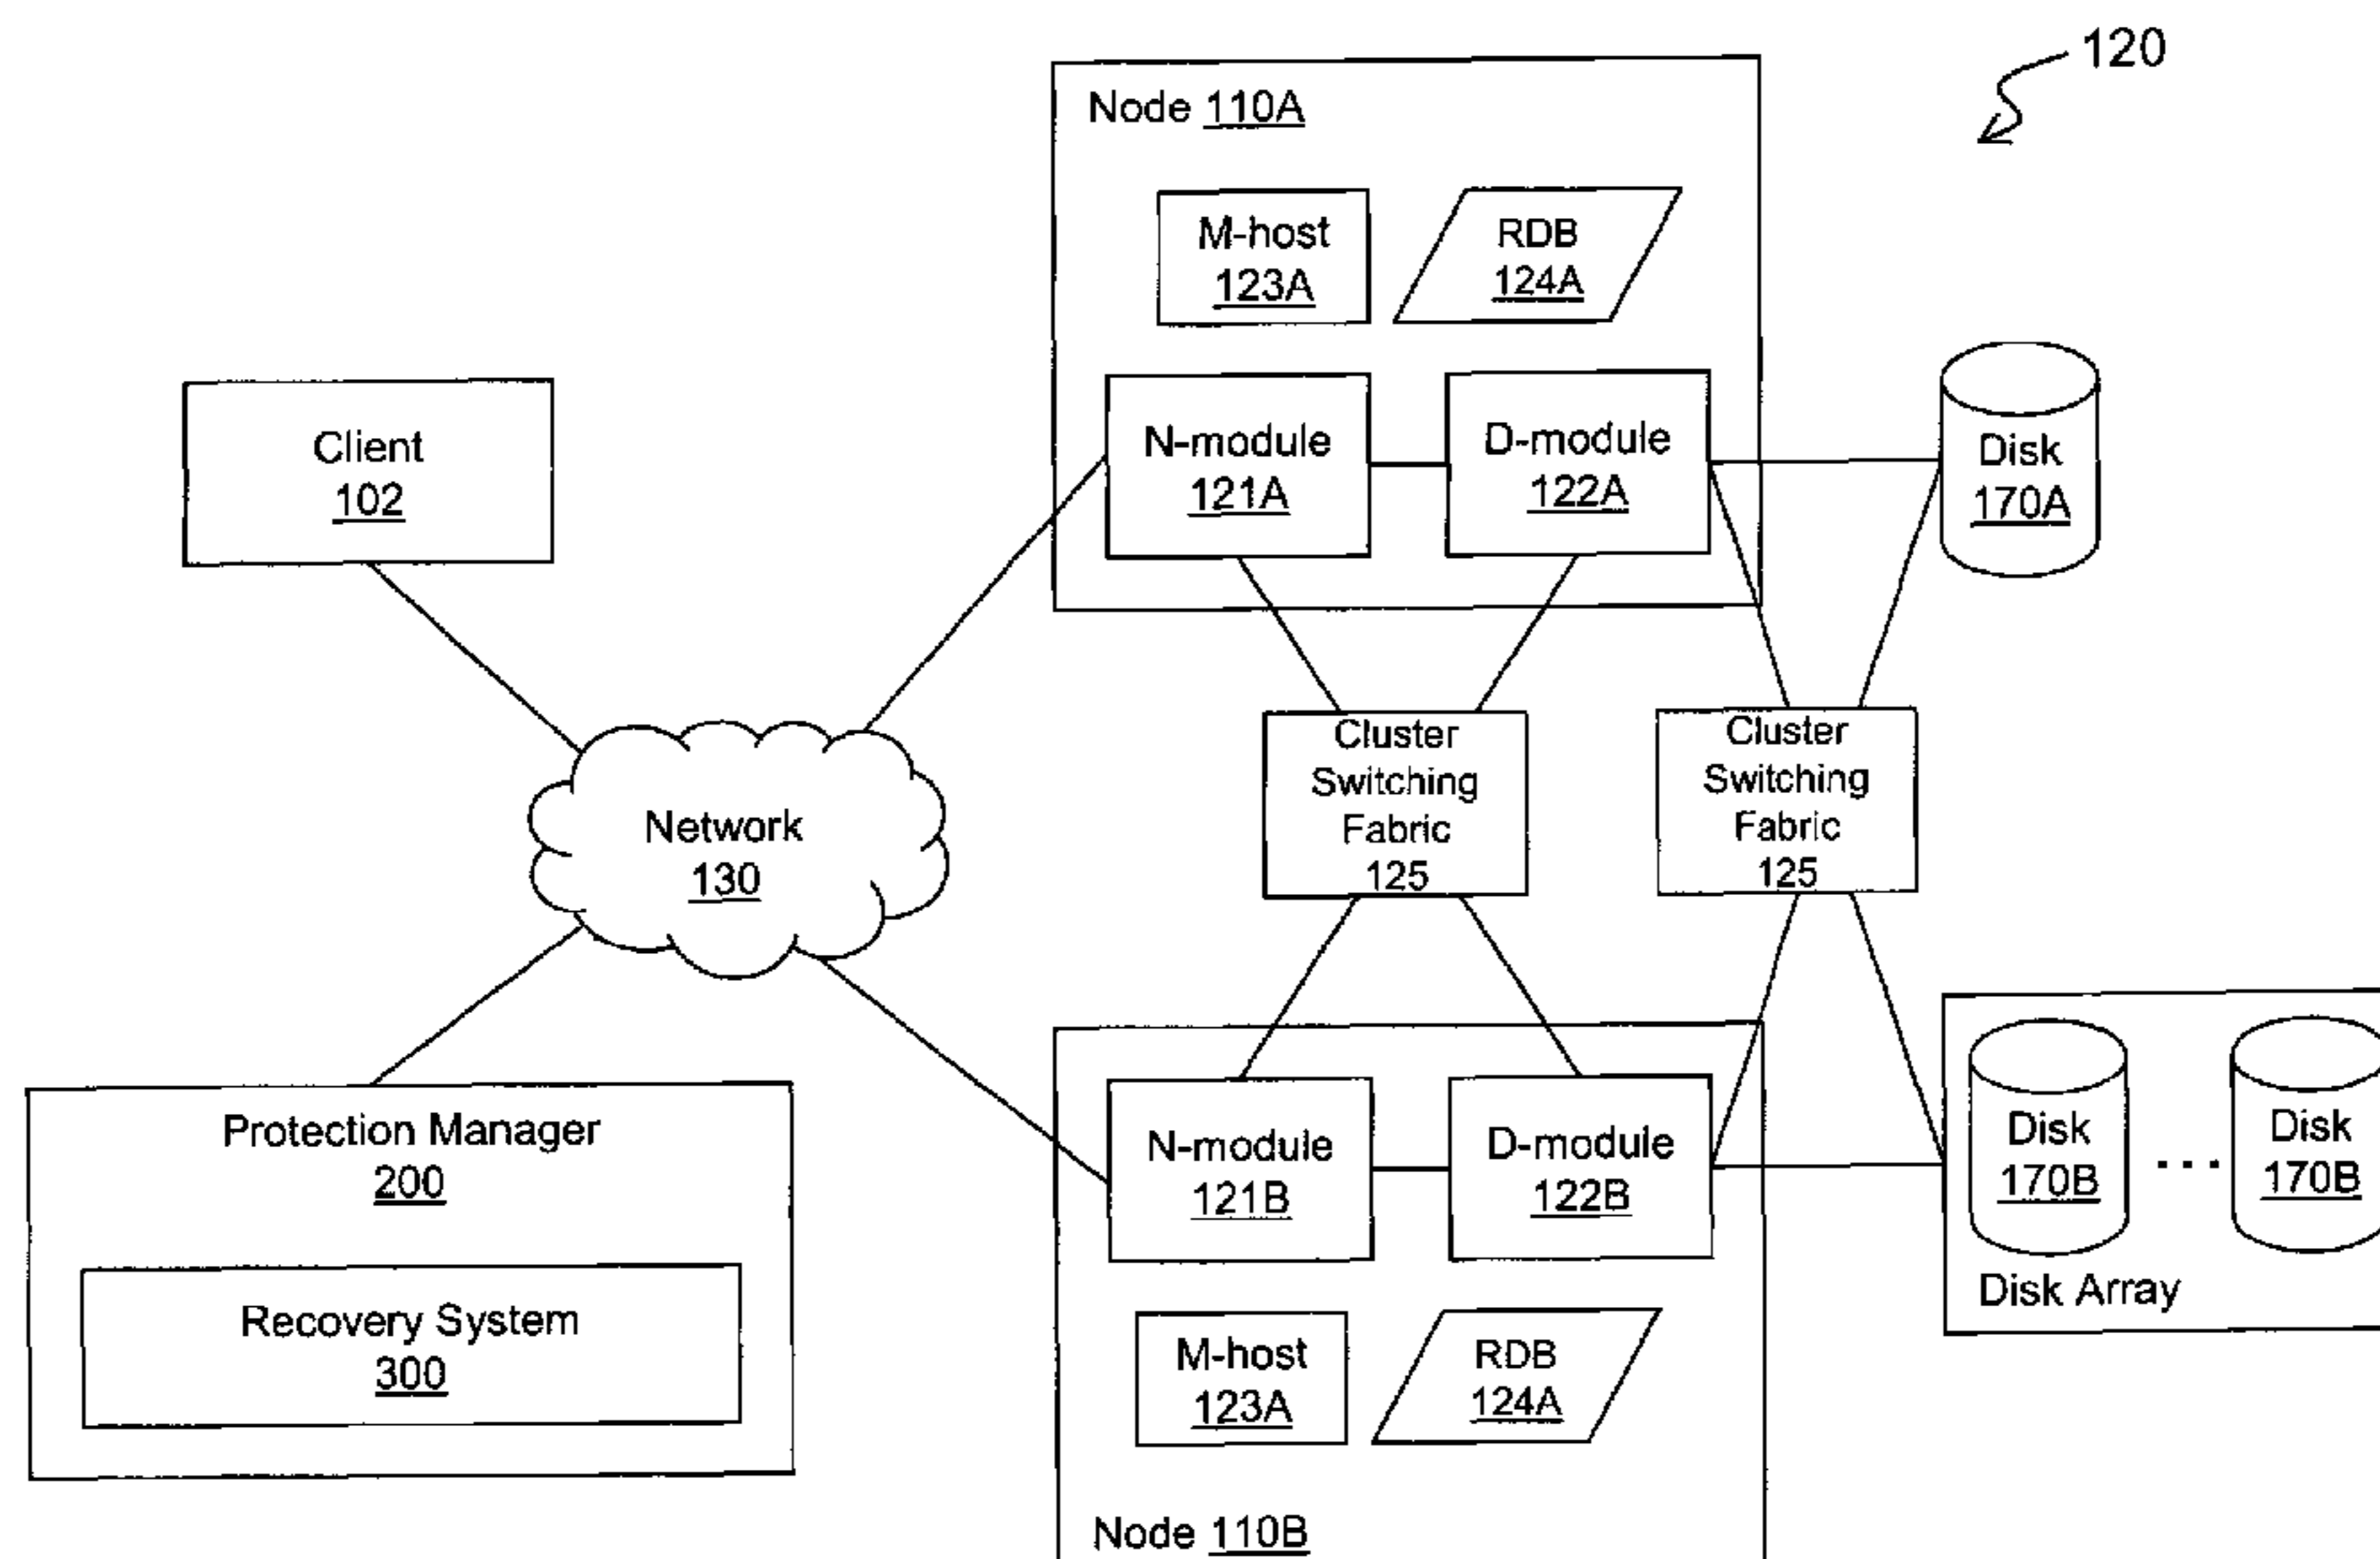 120
Node 110A
M-host
123A
RDB
124A
N-module
121A
D-module
122A
Disk
170A
Client
102
Cluster
Switching
Fabric
125
Cluster
Switching
Fabric
125
Network
130
Protection Manager
200
Recovery System
300
N-module
121B
D-module
122B
Disk
170B
...
Disk
170B
Disk Array
M-host
123A
RDB
124A
Node 110B